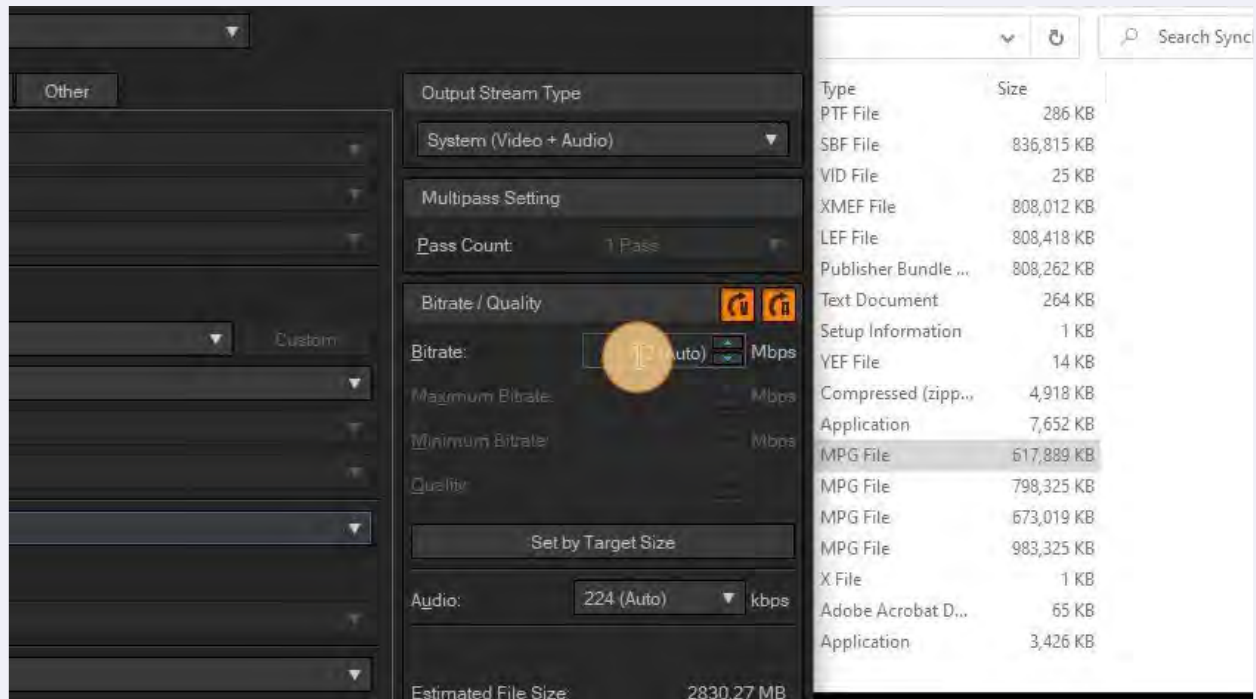 Other
Output Stream Type
System (Video + Audio)
Multipass Setting
Pass Count:
1 Pass
Bitrate / Quality
Custom
Bitrate:
(Auto)
Mbps
Maximum Bitrate:
Mbps
Minimum Bitrate:
Mbps
Quality:
Set by Target Size
Audio:
224 (Auto)
kbps
Estimated File Size:
2830.27 MB
Search Sync
Type Size
PTF File 286 KB
SBF File 836,815 KB
VID File 25 KB
XMEF File 808,012 KB
LEF File 808,418 KB
Publisher Bundle ... 808,262 KB
Text Document 264 KB
Setup Information 1 KB
YEF File 14 KB
Compressed (zipp... 4,918 KB
Application 7,652 KB
MPG File 617,889 KB
MPG File 798,325 KB
MPG File 673,019 KB
MPG File 983,325 KB
X File 1 KB
Adobe Acrobat D... 65 KB
Application 3,426 KB